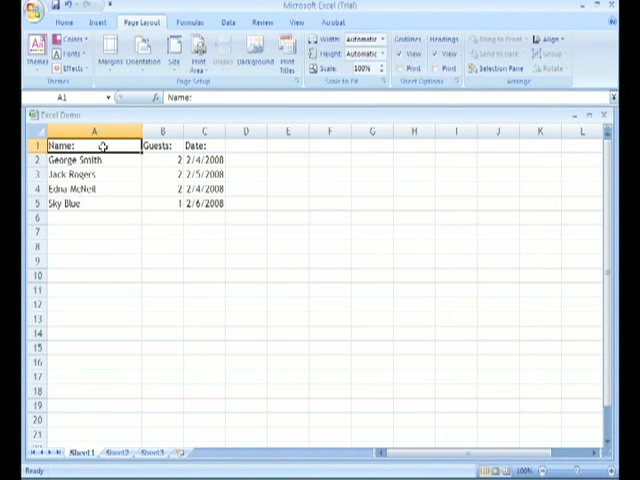 Microsoft Excel (Trial)
Home Insert Page Layout Formulas Data Review View Acrobat
Themes Colors Fonts Effects
Margins Orientation Size Print Area Breaks Background Print Titles
Width: Automatic
Height: Automatic
Scale: 100%
Gridlines Headings
View View
Print Print
Bring to Front Send to Back Selection Pane
Align Group Rotate
Themes Page Setup Scale to Fit Sheet Options Arrange
A1 fx Name:
Excel Demo
A B C D E F G H I J K L
1 Name: Guests: Date:
2 George Smith 2 2/4/2008
3 Jack Rogers 2 2/5/2008
4 Edna McNeil 2 2/4/2008
5 Sky Blue 1 2/6/2008
6
7
8
9
10
11
12
13
14
15
16
17
18
19
20
21
Sheet1 Sheet2 Sheet3
Ready 100%